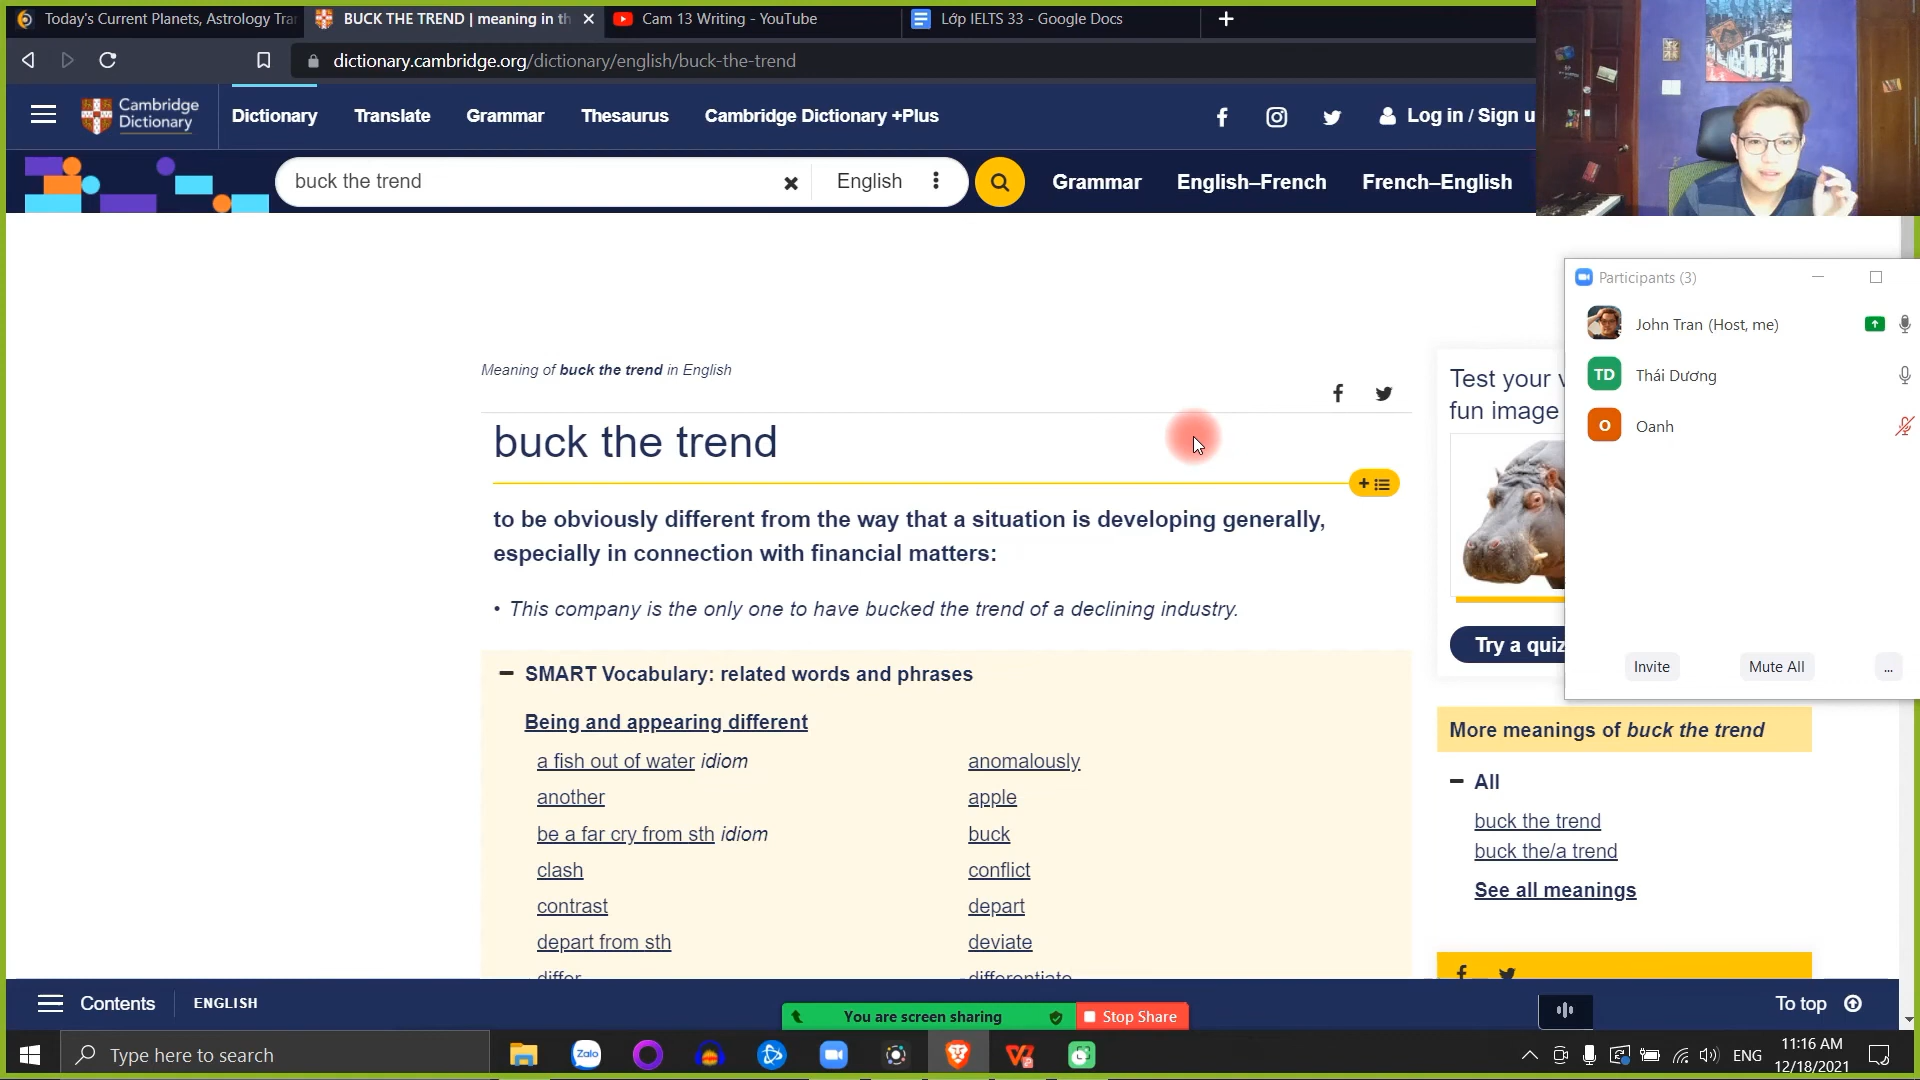 Today's Current Planets, Astrology Tra
BUCK THE TREND | meaning in th
Cam 13 Writing - YouTube
Lớp IELTS 33 - Google Docs
dictionary.cambridge.org/dictionary/english/buck-the-trend
Cambridge
Dictionary
Dictionary
Translate
Grammar
Thesaurus
Cambridge Dictionary +Plus
Log in / Sign u
buck the trend
English
Grammar
English–French
French–English
Participants (3)
John Tran (Host, me)
TD
Thái Dương
O
Oanh
Invite
Mute All
...
Meaning of buck the trend in English
buck the trend
to be obviously different from the way that a situation is developing generally,
especially in connection with financial matters:
• This company is the only one to have bucked the trend of a declining industry.
SMART Vocabulary: related words and phrases
Being and appearing different
a fish out of water idiom
another
be a far cry from sth idiom
clash
contrast
depart from sth
differ
anomalously
apple
buck
conflict
depart
deviate
differentiate
Test your v
fun image
Try a quiz
More meanings of buck the trend
All
buck the trend
buck the/a trend
See all meanings
Contents
ENGLISH
To top
You are screen sharing
Stop Share
Type here to search
Zalo
ENG
11:16 AM
12/18/2021